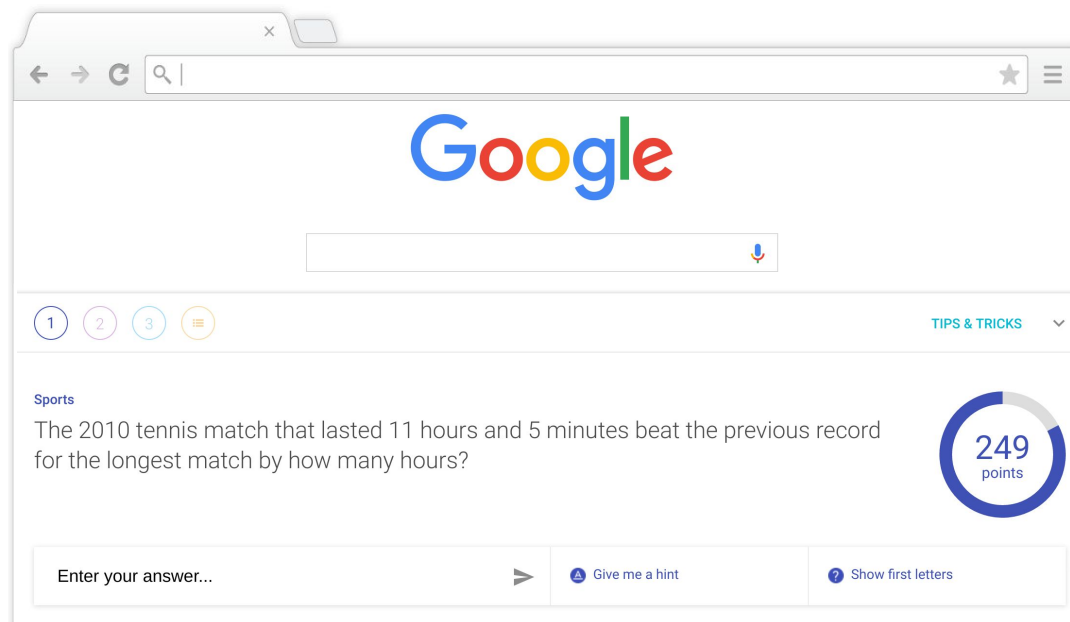 Google
1 2 3 TIPS & TRICKS
Sports
The 2010 tennis match that lasted 11 hours and 5 minutes beat the previous record
for the longest match by how many hours?
249
points
Enter your answer... A Give me a hint ? Show first letters